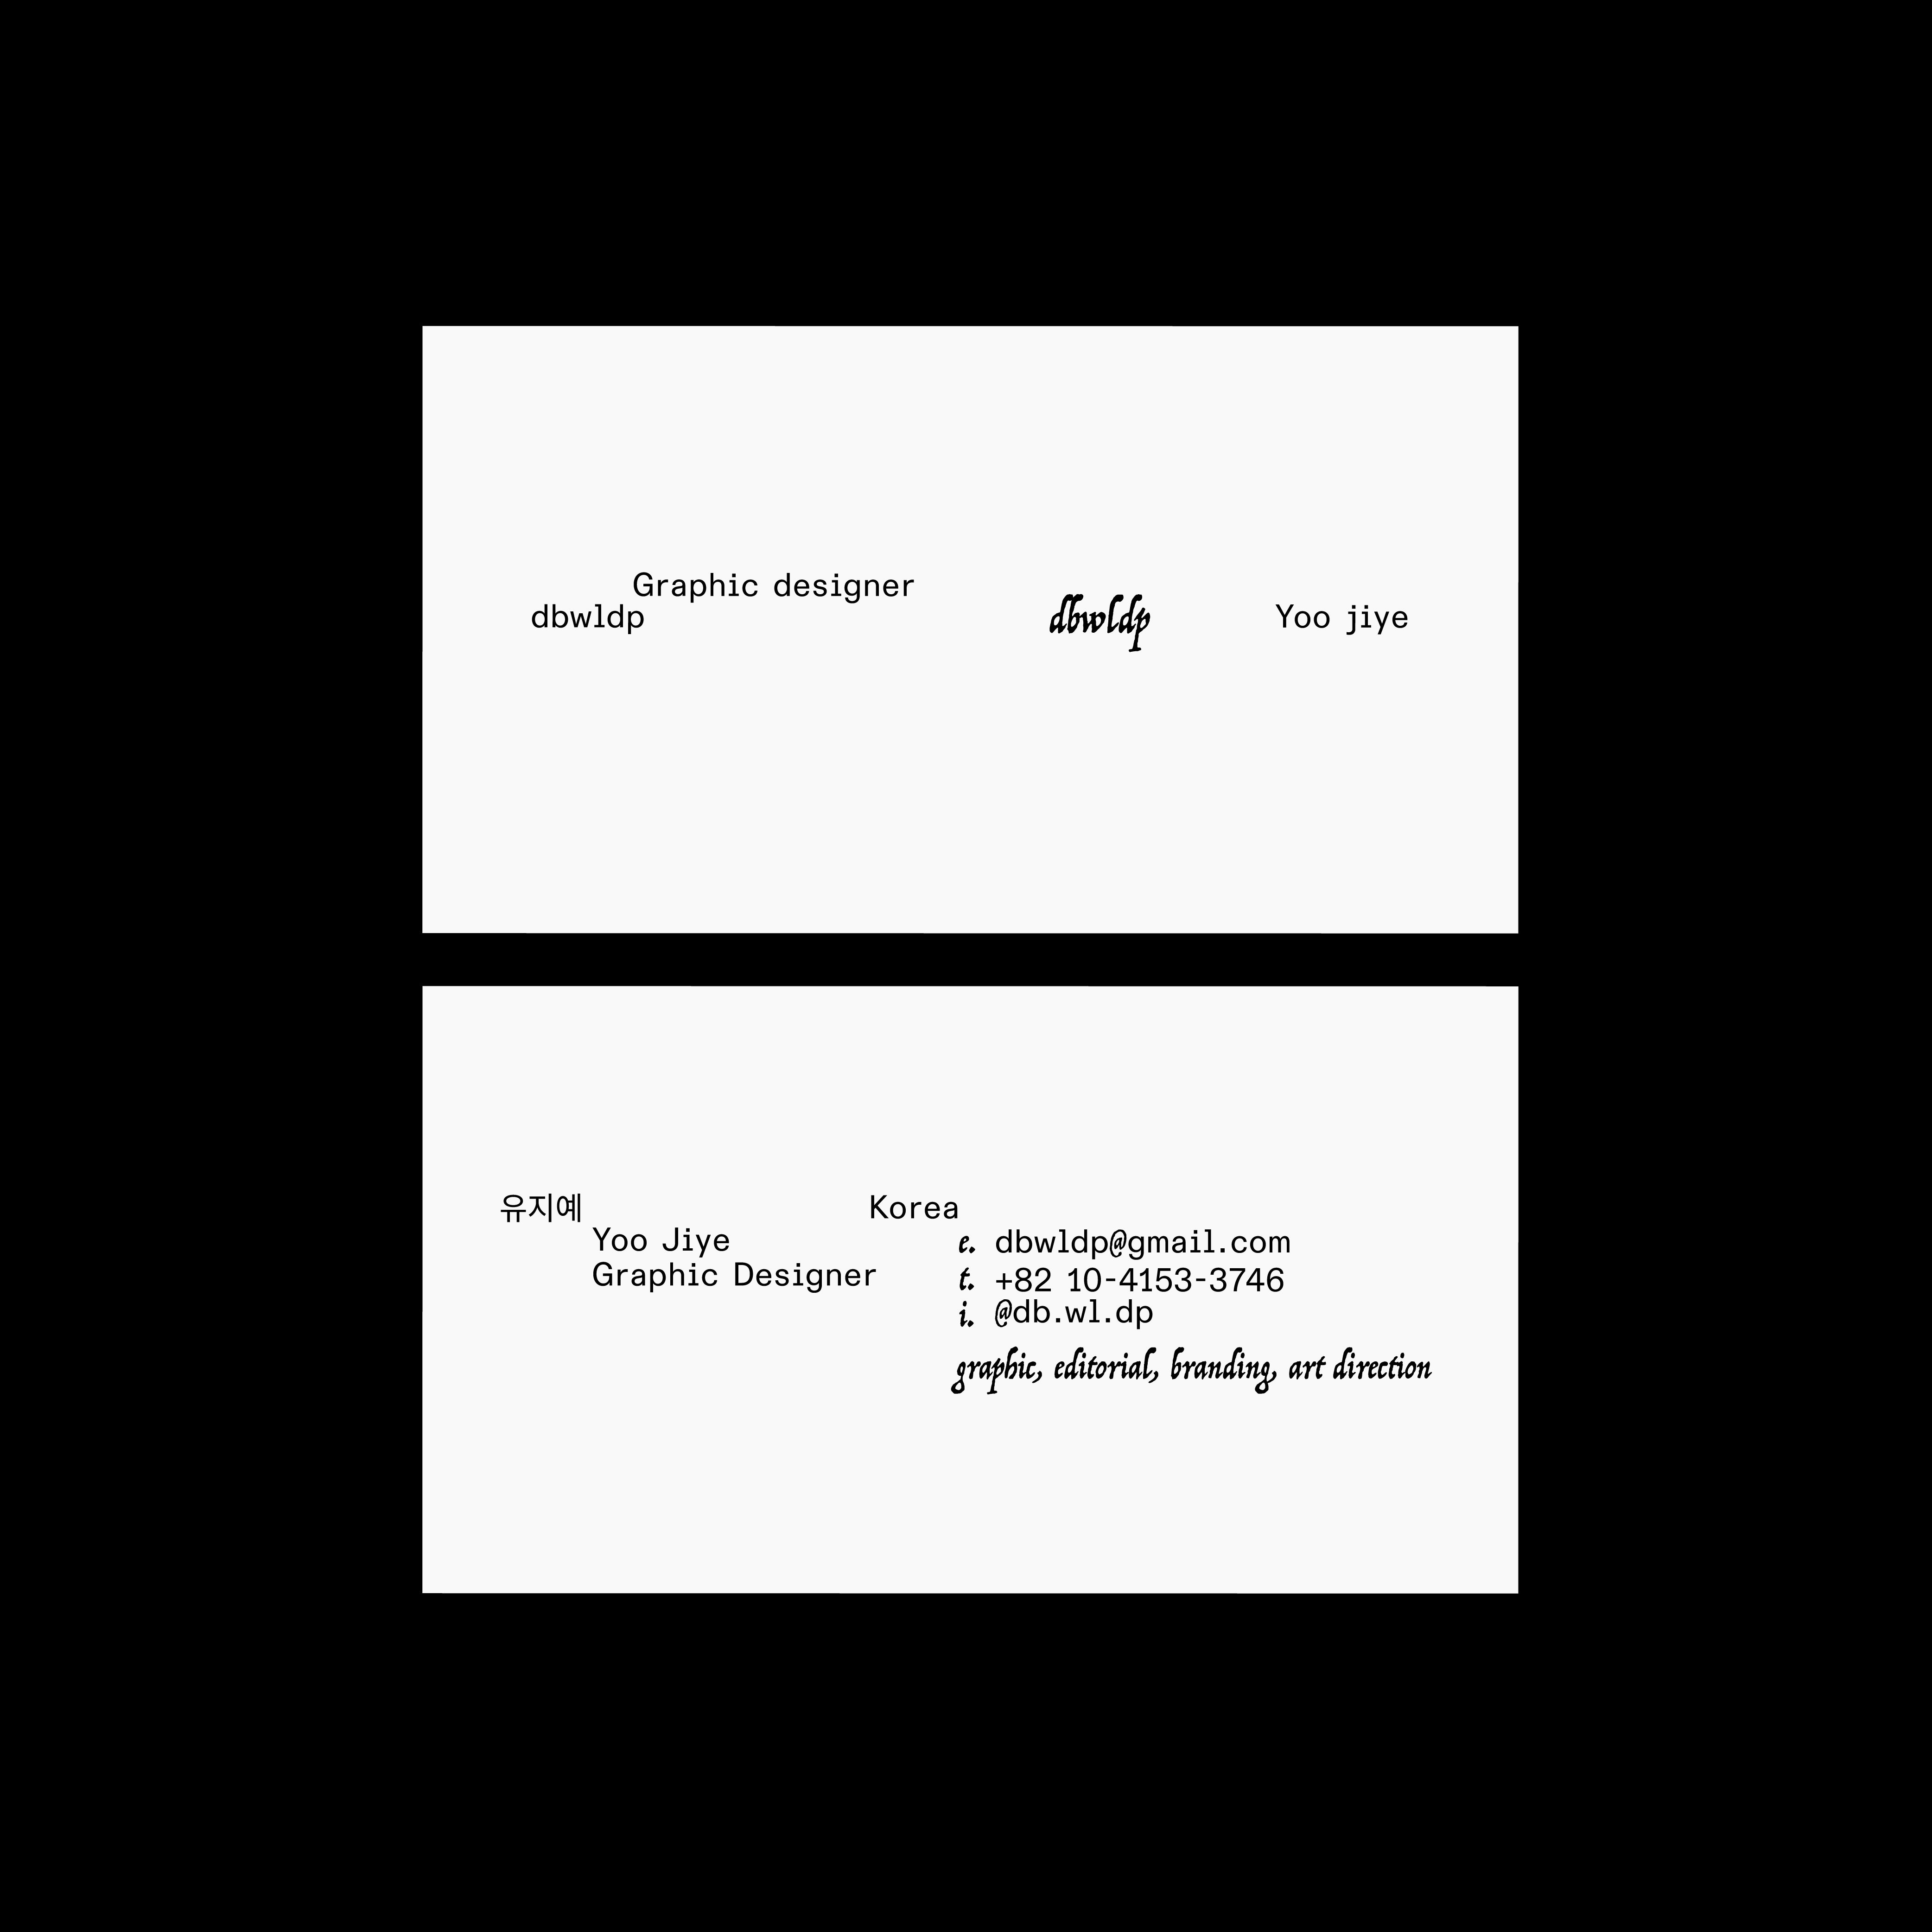 Graphic designer
dbwldp dbwldp Yoo jiye
유지예 Korea
Yoo Jiye e. dbwldp@gmail.com
Graphic Designer t. +82 10-4153-3746
i. @db.wl.dp
graphic, editorial, branding, art direction